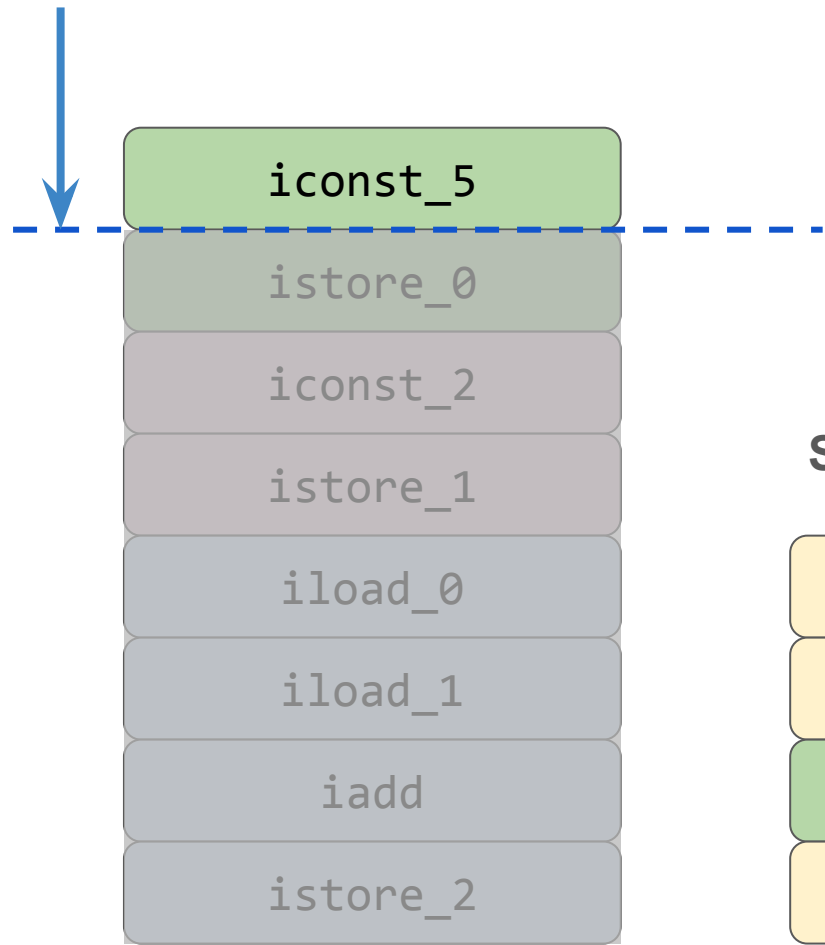 iconst_5
istore_0
iconst_2
istore_1
iload_0
iload_1
iadd
istore_2